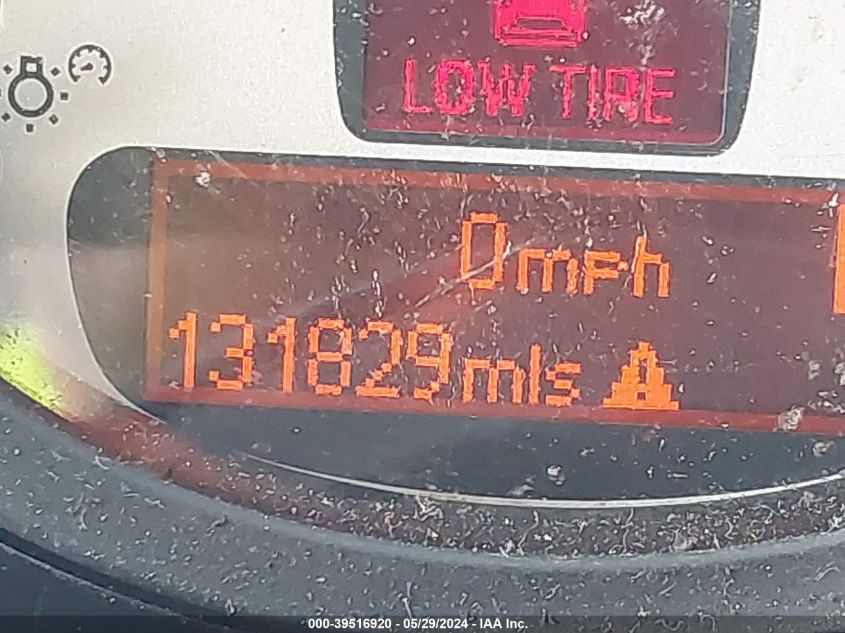 LOW TIRE
0mph
131829mls
000-39516920 - 05/29/2024 - IAA Inc.